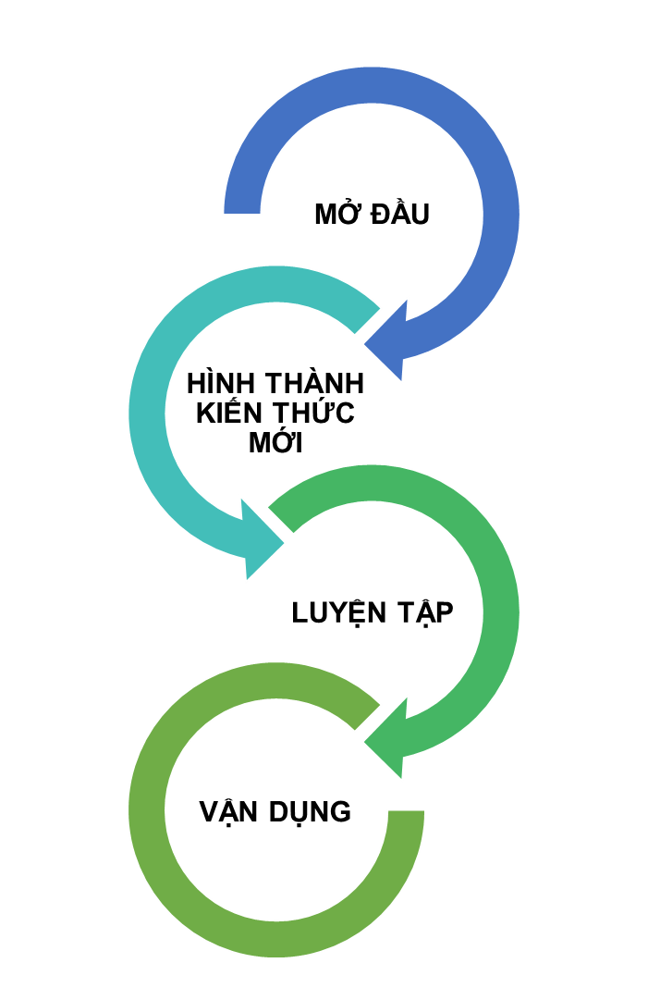 MỞ ĐẦU
HÌNH THÀNH
KIẾN THỨC
MỚI
LUYỆN TẬP
VẬN DỤNG